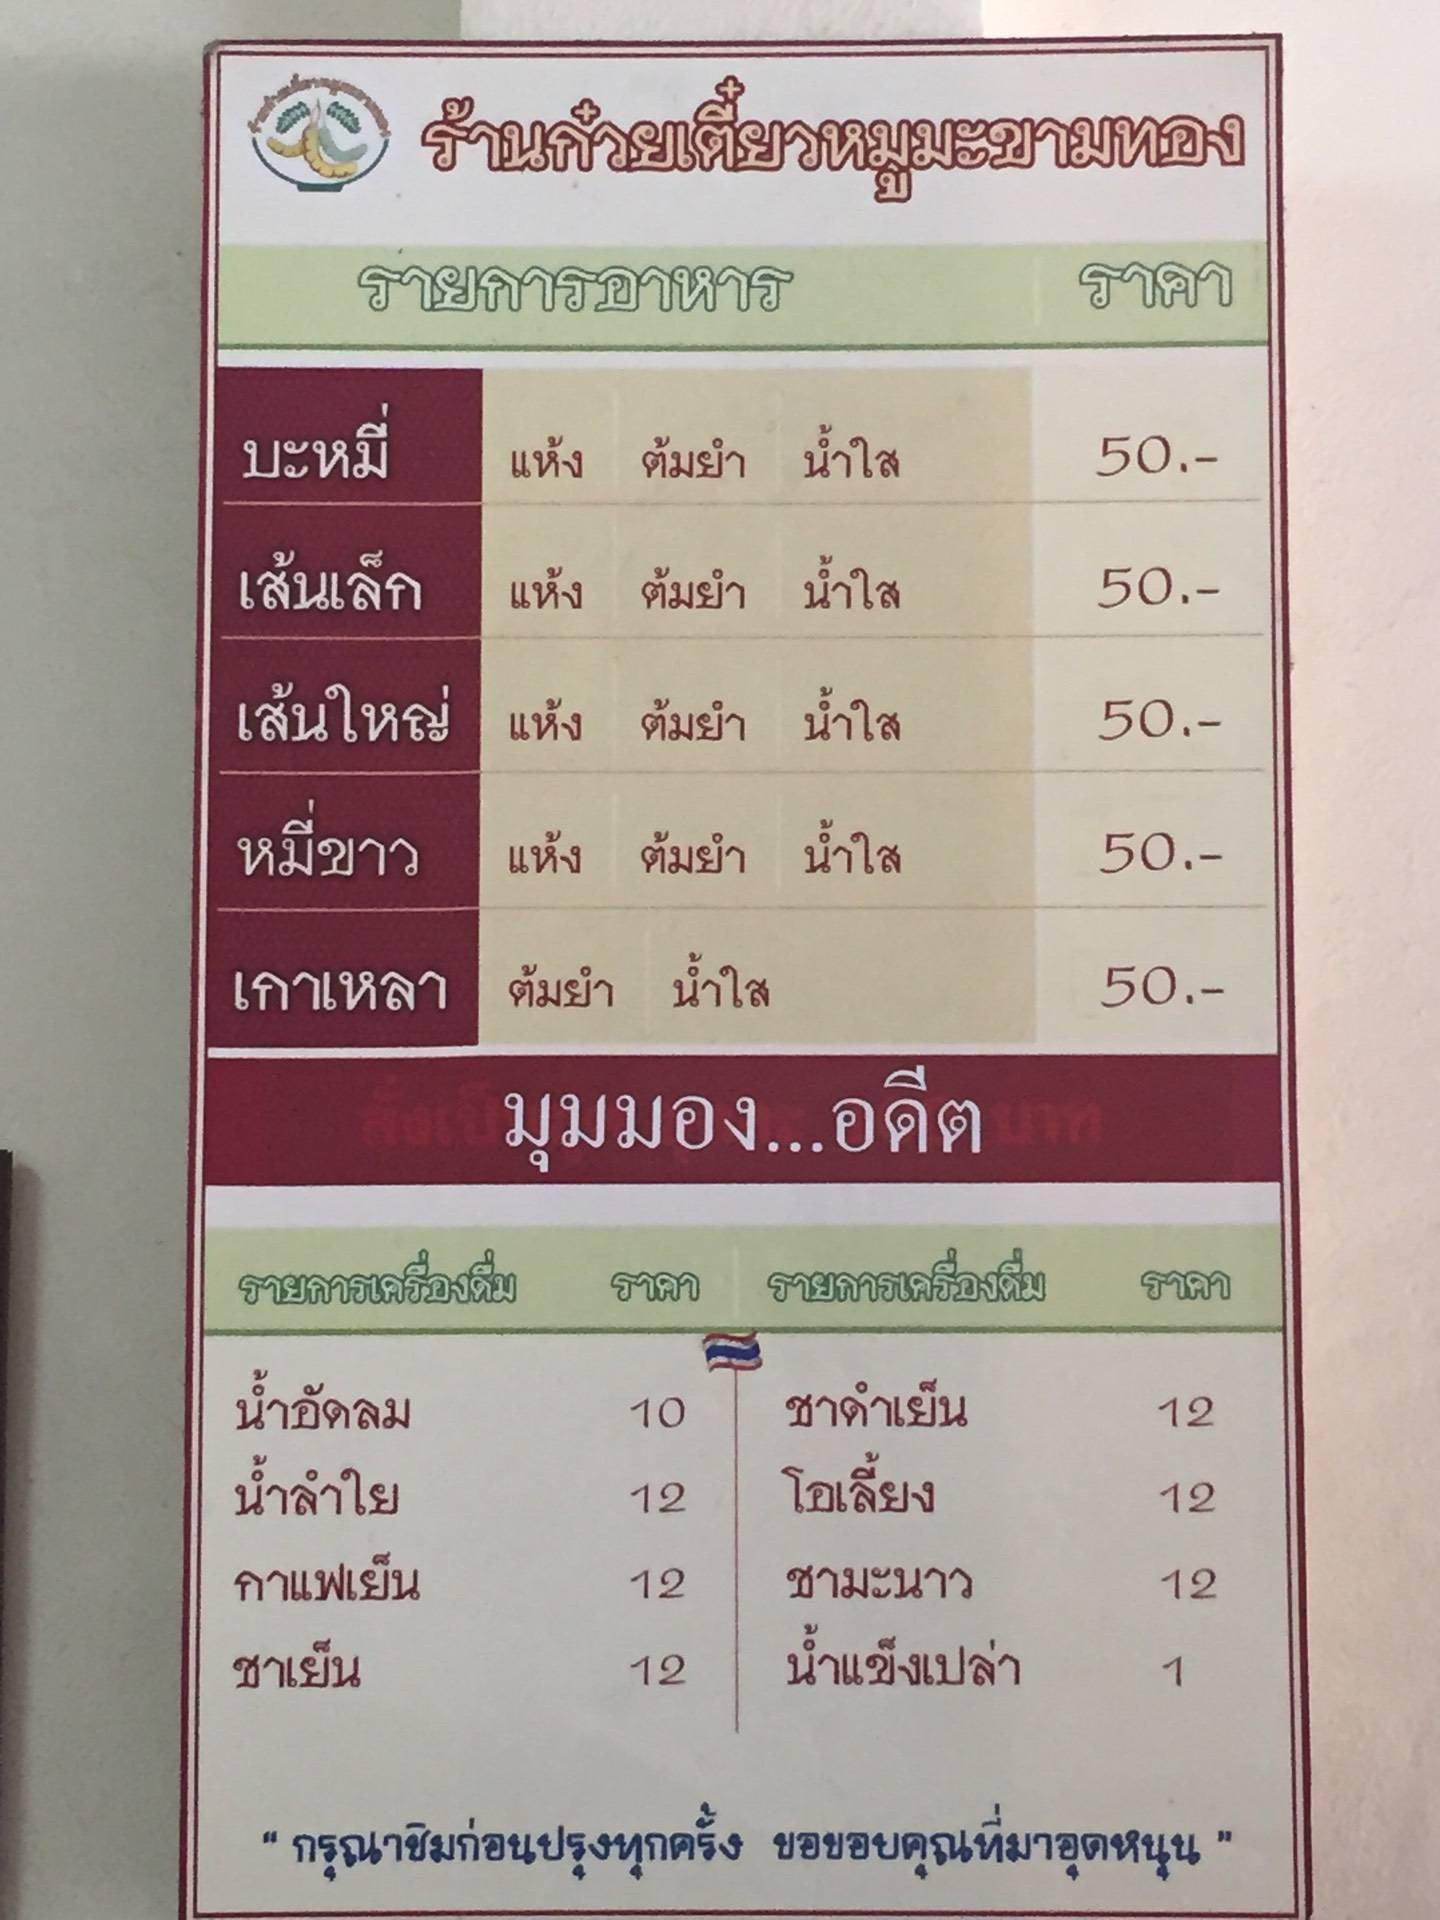 ร้านก๋วยเตี๋ยวหมูมะขามทอง
รายการอาหาร ราคา
บะหมี่ แห้ง ต้มยำ น้ำใส 50.-
เส้นเล็ก แห้ง ต้มยำ น้ำใส 50.-
เส้นใหญ่ แห้ง ต้มยำ น้ำใส 50.-
หมี่ขาว แห้ง ต้มยำ น้ำใส 50.-
เกาเหลา ต้มยำ น้ำใส 50.-
มุมมอง...อดีต
รายการเครื่องดื่ม ราคา รายการเครื่องดื่ม ราคา
น้ำอัดลม 10 ชาดำเย็น 12
น้ำลำใย 12 โอเลี้ยง 12
กาแฟเย็น 12 ชามะนาว 12
ชาเย็น 12 น้ำแข็งเปล่า 1
" กรุณาชิมก่อนปรุงทุกครั้ง ขอขอบคุณที่มาอุดหนุน "